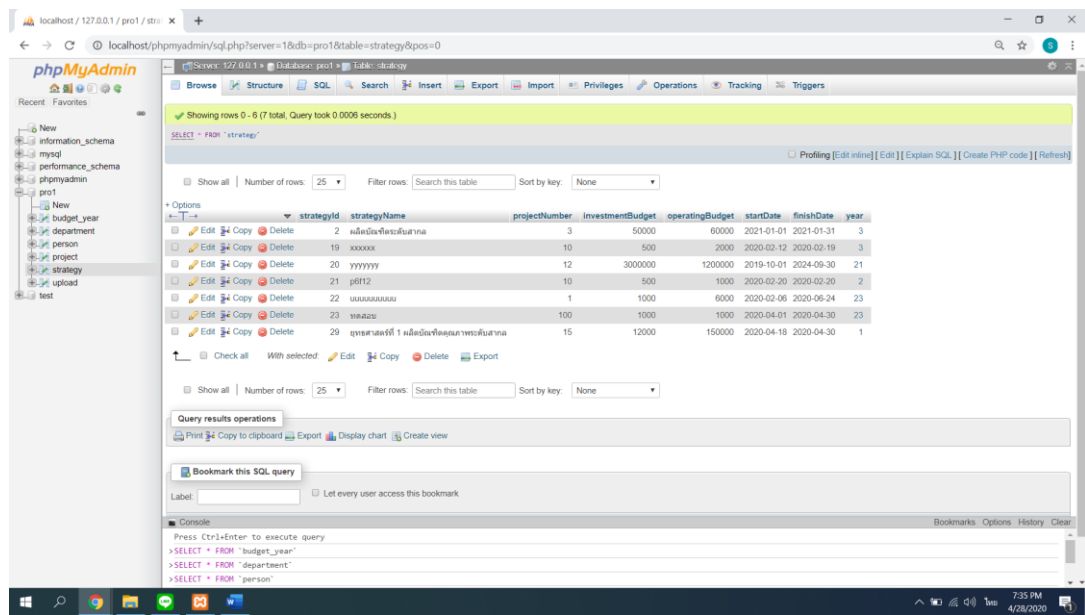 localhost / 127.0.0.1 / pro1 / stra
localhost/phpmyadmin/sql.php?server=1&db=pro1&table=strategy&pos=0
S
phpMyAdmin
Recent Favorites
New
information_schema
mysql
performance_schema
phpmyadmin
pro1
New
budget_year
department
person
project
strategy
upload
test
Server: 127.0.0.1 » Database: pro1 » Table: strategy
Browse Structure SQL Search Insert Export Import Privileges Operations Tracking Triggers
Showing rows 0 - 6 (7 total, Query took 0.0006 seconds.)
SELECT * FROM `strategy`
Profiling [Edit inline] [ Edit ] [ Explain SQL ] [ Create PHP code ] [ Refresh]
Show all | Number of rows: 25 Filter rows: Search this table Sort by key: None
+ Options
←T→ strategyId strategyName projectNumber investmentBudget operatingBudget startDate finishDate year
Edit Copy Delete 2 ผลิตบัณฑิตระดับสากล 3 50000 60000 2021-01-01 2021-01-31 3
Edit Copy Delete 19 xxxxxx 10 500 2000 2020-02-12 2020-02-19 3
Edit Copy Delete 20 yyyyyyy 12 3000000 1200000 2019-10-01 2024-09-30 21
Edit Copy Delete 21 p6f12 10 500 1000 2020-02-20 2020-02-20 2
Edit Copy Delete 22 uuuuuuuuuu 1 1000 6000 2020-02-06 2020-06-24 23
Edit Copy Delete 23 ทดสอบ 100 1000 1000 2020-04-01 2020-04-30 23
Edit Copy Delete 29 ยุทธศาสตร์ที่ 1 ผลิตบัณฑิตคุณภาพระดับสากล 15 12000 150000 2020-04-18 2020-04-30 1
Check all With selected: Edit Copy Delete Export
Show all | Number of rows: 25 Filter rows: Search this table Sort by key: None
Query results operations
Print Copy to clipboard Export Display chart Create view
Bookmark this SQL query
Label: Let every user access this bookmark
Console Bookmarks Options History Clear
Press Ctrl+Enter to execute query
>SELECT * FROM `budget_year`
>SELECT * FROM `department`
>SELECT * FROM `person`
ไทย 7:35 PM
4/28/2020